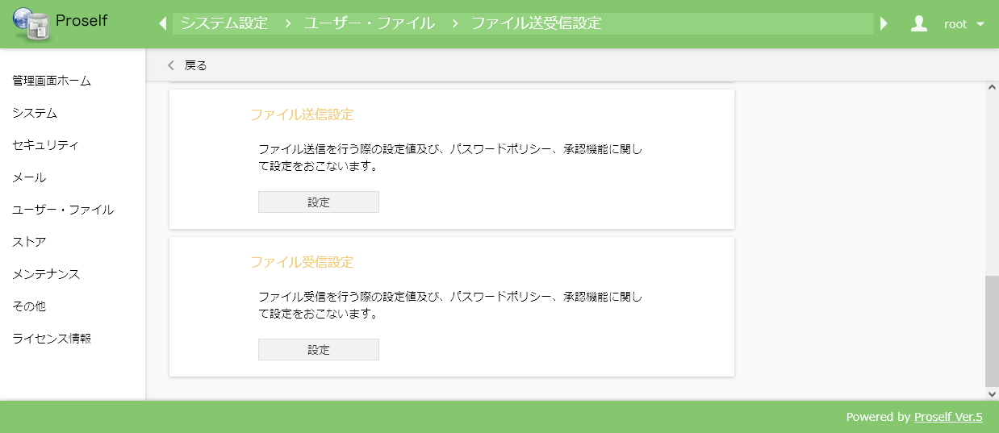 Proself
システム設定 > ユーザー・ファイル > ファイル送受信設定
root
戻る
管理画面ホーム
システム
セキュリティ
メール
ユーザー・ファイル
ストア
メンテナンス
その他
ライセンス情報
ファイル送信設定
ファイル送信を行う際の設定値及び、パスワードポリシー、承認機能に関し
て設定をおこないます。
設定
ファイル受信設定
ファイル受信を行う際の設定値及び、パスワードポリシー、承認機能に関し
て設定をおこないます。
設定
Powered by Proself Ver.5